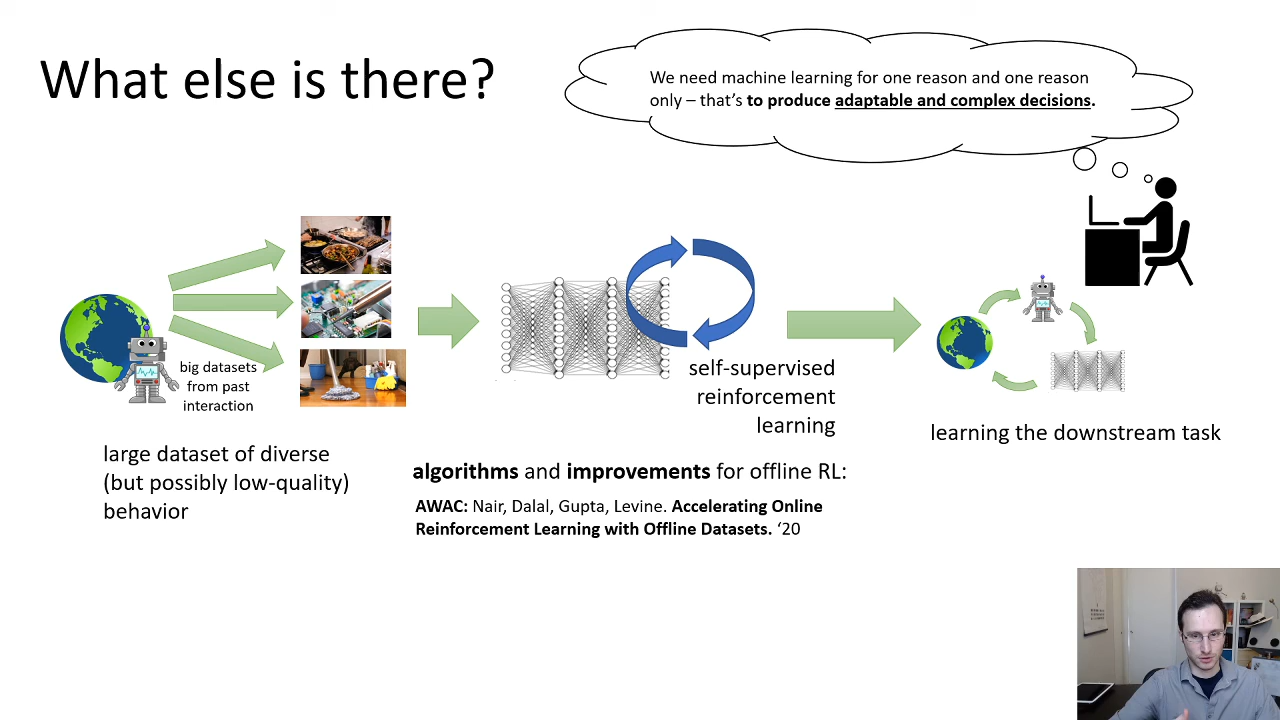 What else is there?
We need machine learning for one reason and one reason
only – that's to produce adaptable and complex decisions.
big datasets
from past
interaction
large dataset of diverse
(but possibly low-quality)
behavior
self-supervised
reinforcement
learning
algorithms and improvements for offline RL:
AWAC: Nair, Dalal, Gupta, Levine. Accelerating Online
Reinforcement Learning with Offline Datasets. ‘20
learning the downstream task